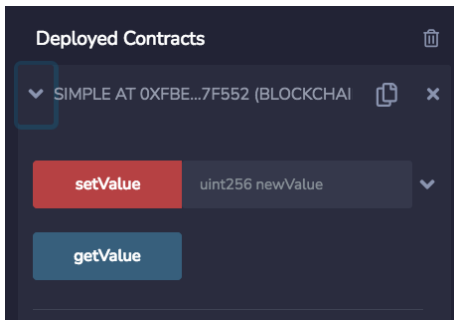 Deployed Contracts
SIMPLE AT 0XFBE...7F552 (BLOCKCHAI
setValue uint256 newValue
getValue